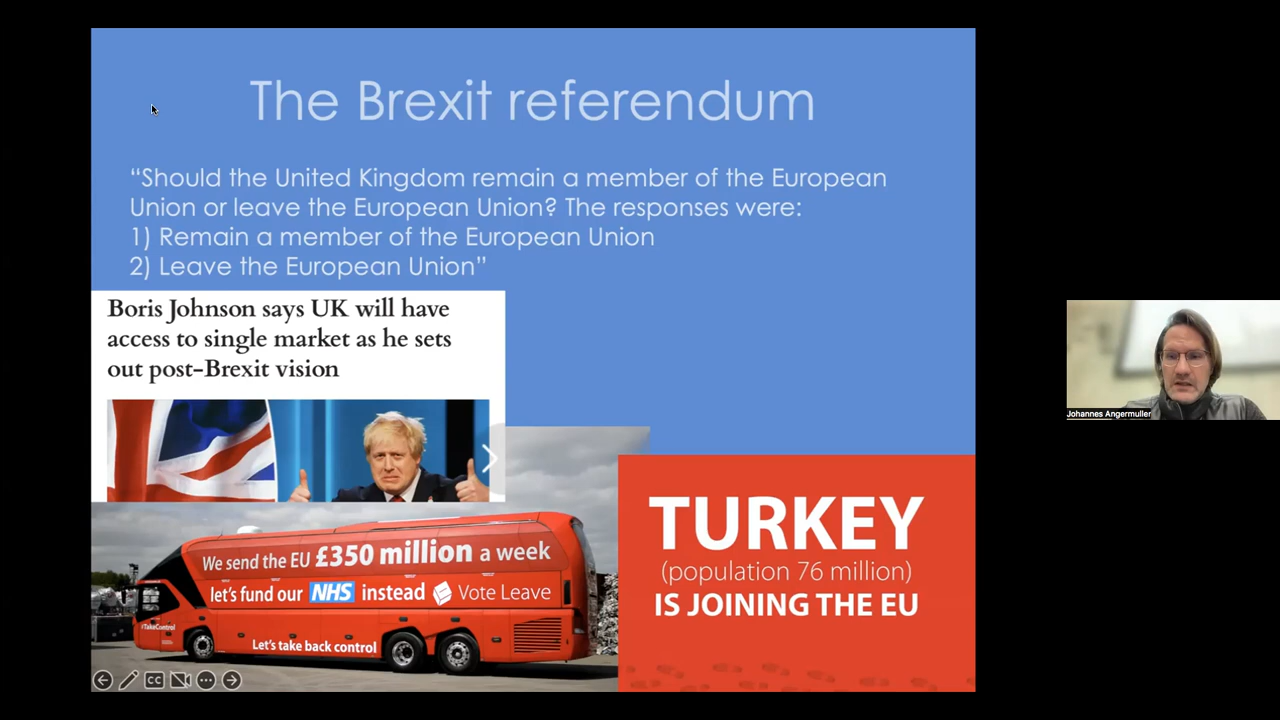 The Brexit referendum
“Should the United Kingdom remain a member of the European
Union or leave the European Union? The responses were:
1) Remain a member of the European Union
2) Leave the European Union”
Boris Johnson says UK will have
access to single market as he sets
out post-Brexit vision
We send the EU £350 million a week
let's fund our NHS instead Vote Leave
#TakeControl
Let's take back control
TURKEY
(population 76 million)
IS JOINING THE EU
CC
Johannes Angermuller